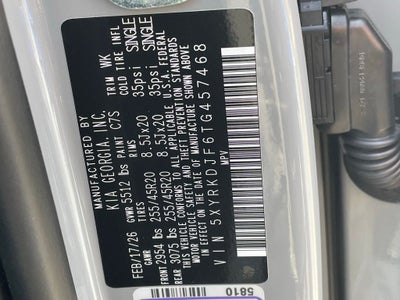 MANUFACTURED BY
KIA GEORGIA, INC.
FEB/17/26 GVWR 5512 lbs PAINT C7S TRIM WK
GAWR TIRES RIMS COLD TIRE INFL
FRONT 2954 lbs 255/45R20 8.5Jx20 35psi SINGLE
REAR 3075 lbs 255/45R20 8.5Jx20 35psi SINGLE
THIS VEHICLE CONFORMS TO ALL APPLICABLE U.S.A. FEDERAL
MOTOR VEHICLE SAFETY STANDARDS
IN EFFECT ON THE DATE OF MANUFACTURE SHOWN ABOVE
VIN 5XYRKDJF6TG457468
MPV
5810